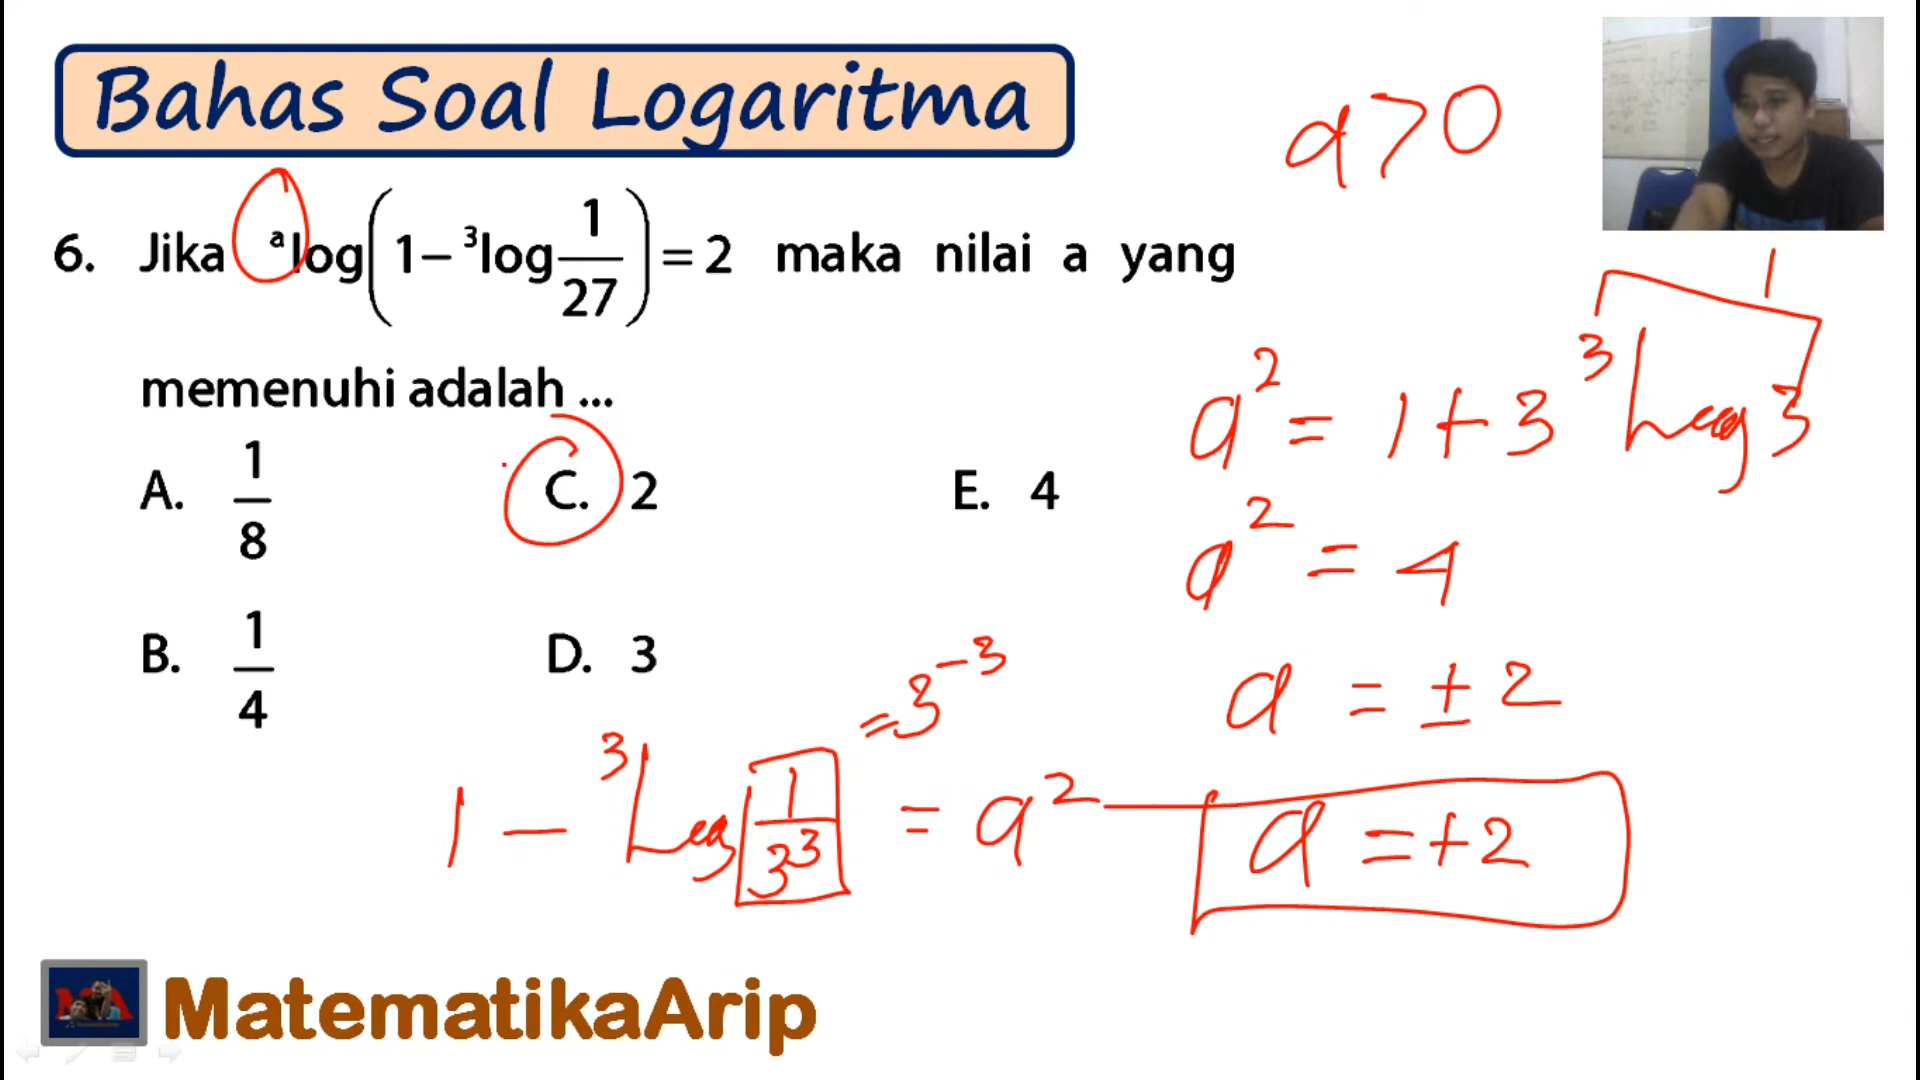 Bahas Soal Logaritma
a>0
6. Jika ᵃlog(1–³log 1/27)=2 maka nilai a yang
memenuhi adalah ...
A. 1/8
C. 2
E. 4
B. 1/4
D. 3
a² = 1+3 ³Log 3
1
a² = 4
a = ±2
=3⁻³
1 – ³Log 1/3³ = a²
a = +2
MatematikaArip